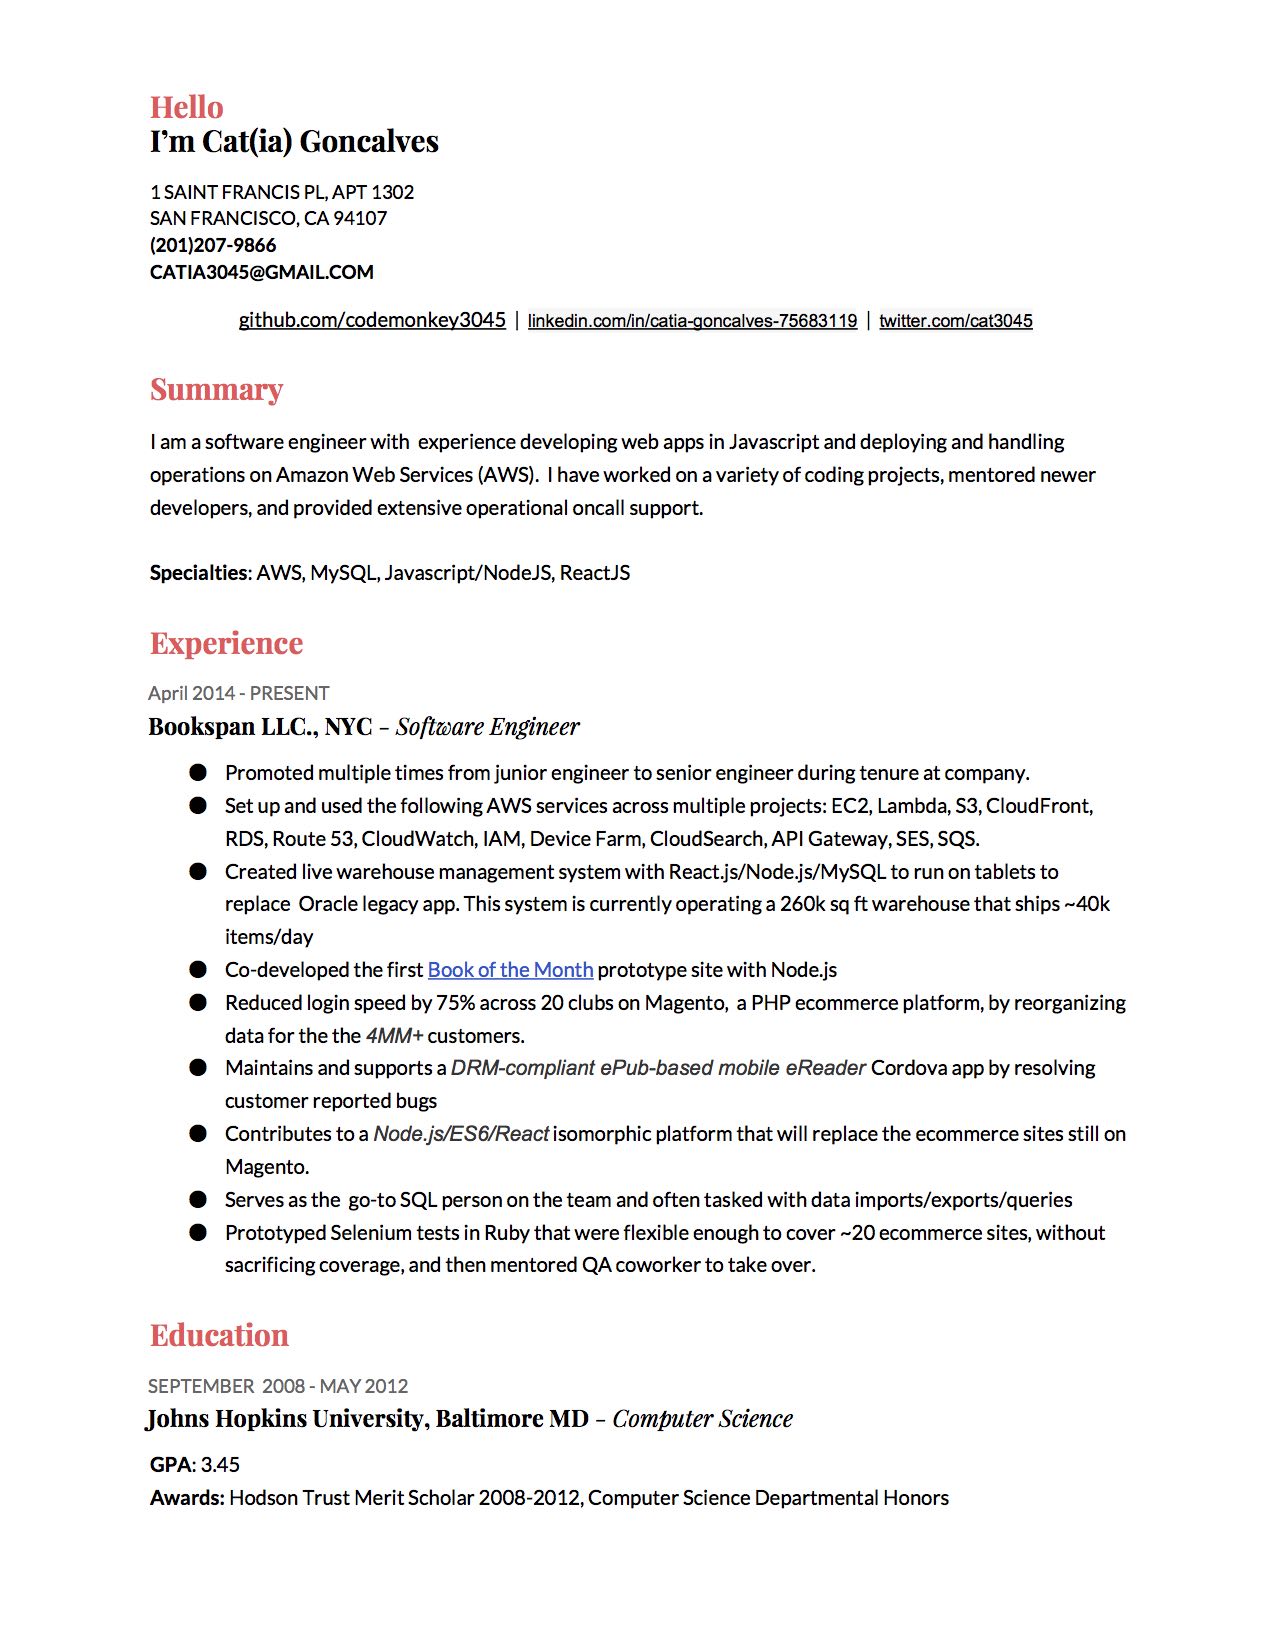 Hello
I'm Cat(ia) Goncalves
1 SAINT FRANCIS PL, APT 1302
SAN FRANCISCO, CA 94107
(201)207-9866
CATIA3045@GMAIL.COM
github.com/codemonkey3045 | linkedin.com/in/catia-goncalves-75683119 | twitter.com/cat3045
Summary
I am a software engineer with experience developing web apps in Javascript and deploying and handling
operations on Amazon Web Services (AWS). I have worked on a variety of coding projects, mentored newer
developers, and provided extensive operational oncall support.
Specialties: AWS, MySQL, Javascript/NodeJS, ReactJS
Experience
April 2014 - PRESENT
Bookspan LLC., NYC – Software Engineer
● Promoted multiple times from junior engineer to senior engineer during tenure at company.
● Set up and used the following AWS services across multiple projects: EC2, Lambda, S3, CloudFront,
RDS, Route 53, CloudWatch, IAM, Device Farm, CloudSearch, API Gateway, SES, SQS.
● Created live warehouse management system with React.js/Node.js/MySQL to run on tablets to
replace Oracle legacy app. This system is currently operating a 260k sq ft warehouse that ships ~40k
items/day
● Co-developed the first Book of the Month prototype site with Node.js
● Reduced login speed by 75% across 20 clubs on Magento, a PHP ecommerce platform, by reorganizing
data for the the 4MM+ customers.
● Maintains and supports a DRM-compliant ePub-based mobile eReader Cordova app by resolving
customer reported bugs
● Contributes to a Node.js/ES6/React isomorphic platform that will replace the ecommerce sites still on
Magento.
● Serves as the go-to SQL person on the team and often tasked with data imports/exports/queries
● Prototyped Selenium tests in Ruby that were flexible enough to cover ~20 ecommerce sites, without
sacrificing coverage, and then mentored QA coworker to take over.
Education
SEPTEMBER 2008 - MAY 2012
Johns Hopkins University, Baltimore MD – Computer Science
GPA: 3.45
Awards: Hodson Trust Merit Scholar 2008-2012, Computer Science Departmental Honors